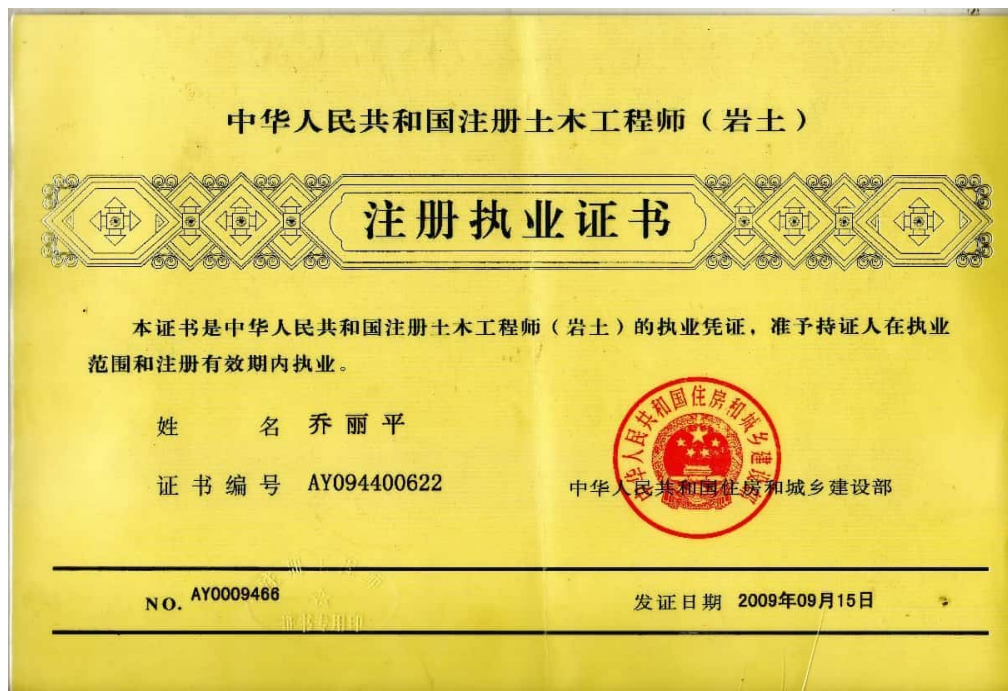 中华人民共和国注册土木工程师（岩土）
注册执业证书
本证书是中华人民共和国注册土木工程师（岩土）的执业凭证，准予持证人在执业
范围和注册有效期内执业。
姓 名 乔丽平
证书编号 AY094400622
中华人民共和国住房和城乡建设部
中华人民共和国住房和城乡建设部
NO. AY0009466
发证日期 2009年09月15日
证书专用印